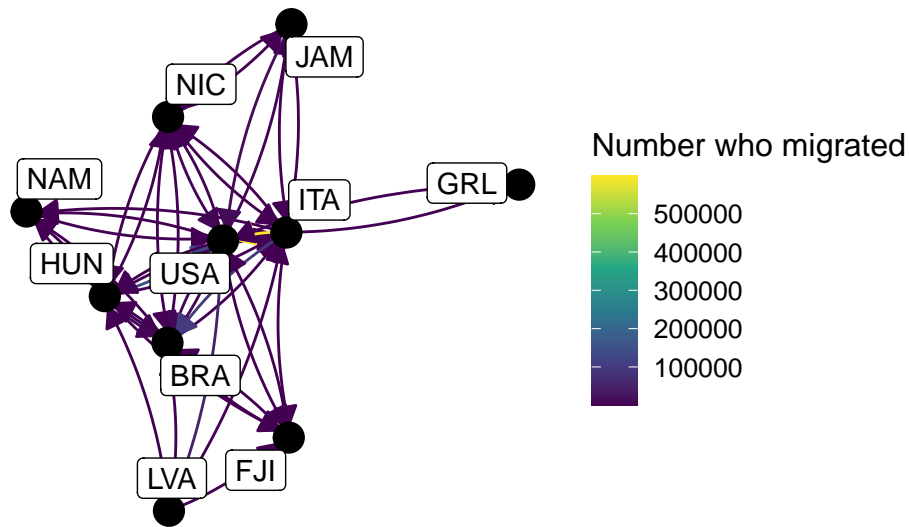 JAM
NIC
NAM
GRL
ITA
HUN
USA
BRA
FJI
LVA
Number who migrated
500000
400000
300000
200000
100000